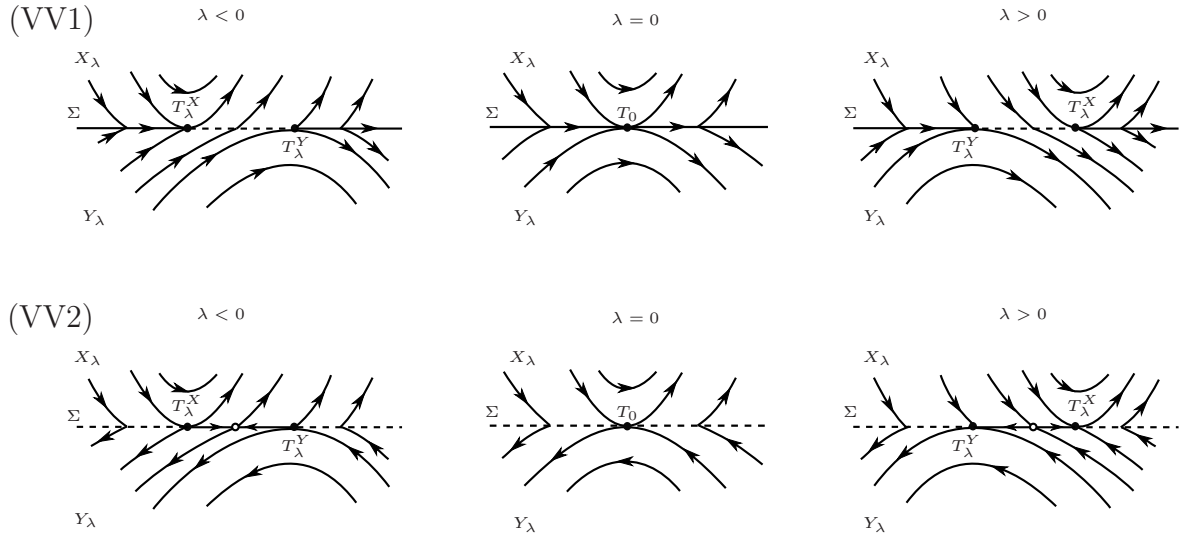 (VV1)
λ < 0
λ = 0
λ > 0
X_λ
X_λ
X_λ
T_λ^X
T_λ^X
Σ
Σ
T_0
Σ
T_λ^Y
T_λ^Y
Y_λ
Y_λ
Y_λ
(VV2)
λ < 0
λ = 0
λ > 0
X_λ
X_λ
X_λ
T_λ^X
T_λ^X
Σ
Σ
T_0
Σ
T_λ^Y
T_λ^Y
Y_λ
Y_λ
Y_λ